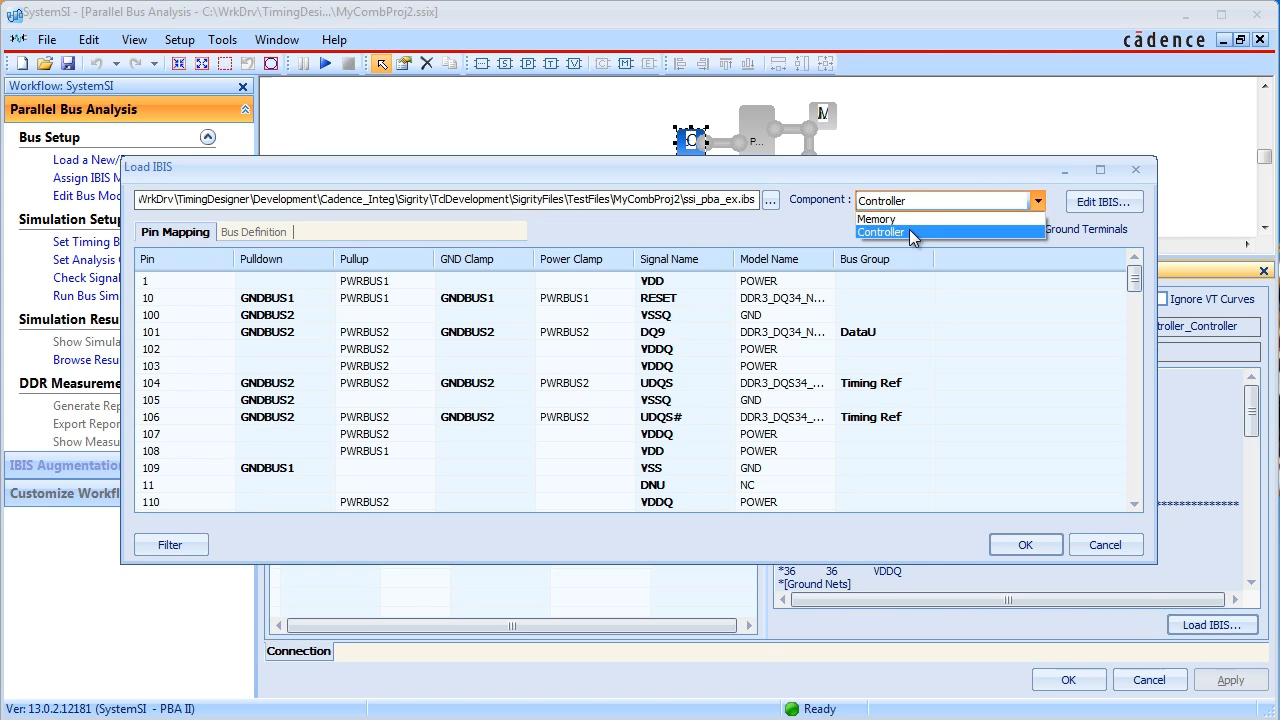 SystemSI - [Parallel Bus Analysis - C:\WrkDrv\TimingDesi...\MyCombProj2.ssix]
File Edit View Setup Tools Window Help
cādence
Workflow: SystemSI
Parallel Bus Analysis
Bus Setup
Load a New/
Assign IBIS M
Edit Bus Mod
Simulation Setup
Set Timing B
Set Analysis
Check Signal
Run Bus Sim
Simulation Resu
Show Simula
Browse Resu
DDR Measureme
Generate Rep
Export Repor
Show Measu
IBIS Augmentation
Customize Workfl
C P... M
Load IBIS
WrkDrv\TimingDesigner\Development\Cadence_Integ\Sigrity\TclDevelopment\SigrityFiles\TestFiles\MyCombProj2\ssi_pba_ex.ibs ... Component : Controller Edit IBIS...
Memory
Controller
Ground Terminals
Pin Mapping Bus Definition
Pin Pulldown Pullup GND Clamp Power Clamp Signal Name Model Name Bus Group
1 PWRBUS1 VDD POWER
10 GNDBUS1 PWRBUS1 GNDBUS1 PWRBUS1 RESET DDR3_DQ34_N...
100 GNDBUS2 VSSQ GND
101 GNDBUS2 PWRBUS2 GNDBUS2 PWRBUS2 DQ9 DDR3_DQ34_N... DataU
102 PWRBUS2 VDDQ POWER
103 PWRBUS2 VDDQ POWER
104 GNDBUS2 PWRBUS2 GNDBUS2 PWRBUS2 UDQS DDR3_DQS34_... Timing Ref
105 GNDBUS2 VSSQ GND
106 GNDBUS2 PWRBUS2 GNDBUS2 PWRBUS2 UDQS# DDR3_DQS34_... Timing Ref
107 PWRBUS2 VDDQ POWER
108 PWRBUS1 VDD POWER
109 GNDBUS1 VSS GND
11 DNU NC
110 PWRBUS2 VDDQ POWER
Filter OK Cancel
Ignore VT Curves
troller_Controller
******************
*36 36 VDDQ
*[Ground Nets]
Load IBIS...
Connection
OK Cancel Apply
Ver: 13.0.2.12181 (SystemSI - PBA II) Ready